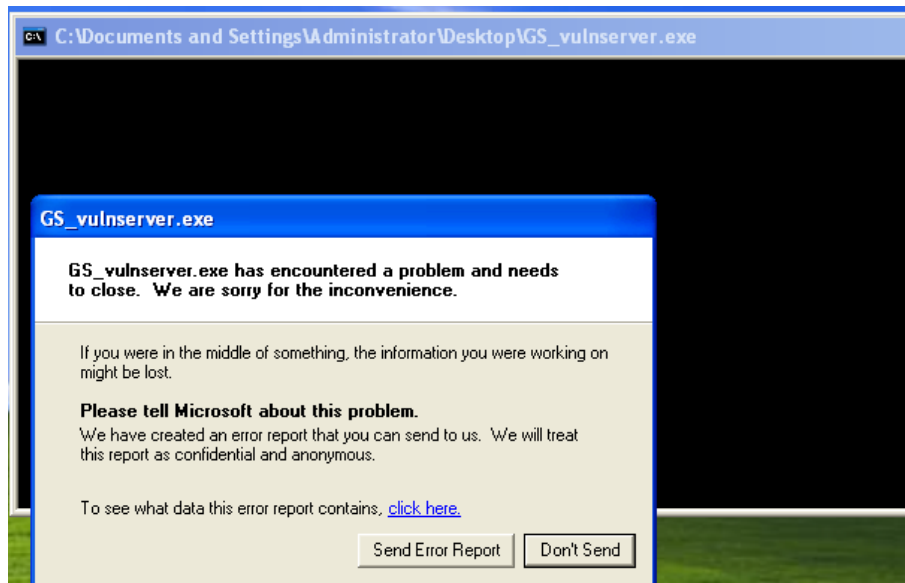 C:\Documents and Settings\Administrator\Desktop\GS_vulnserver.exe
GS_vulnserver.exe
GS_vulnserver.exe has encountered a problem and needs
to close. We are sorry for the inconvenience.
If you were in the middle of something, the information you were working on
might be lost.
Please tell Microsoft about this problem.
We have created an error report that you can send to us. We will treat
this report as confidential and anonymous.
To see what data this error report contains, click here.
Send Error Report Don't Send